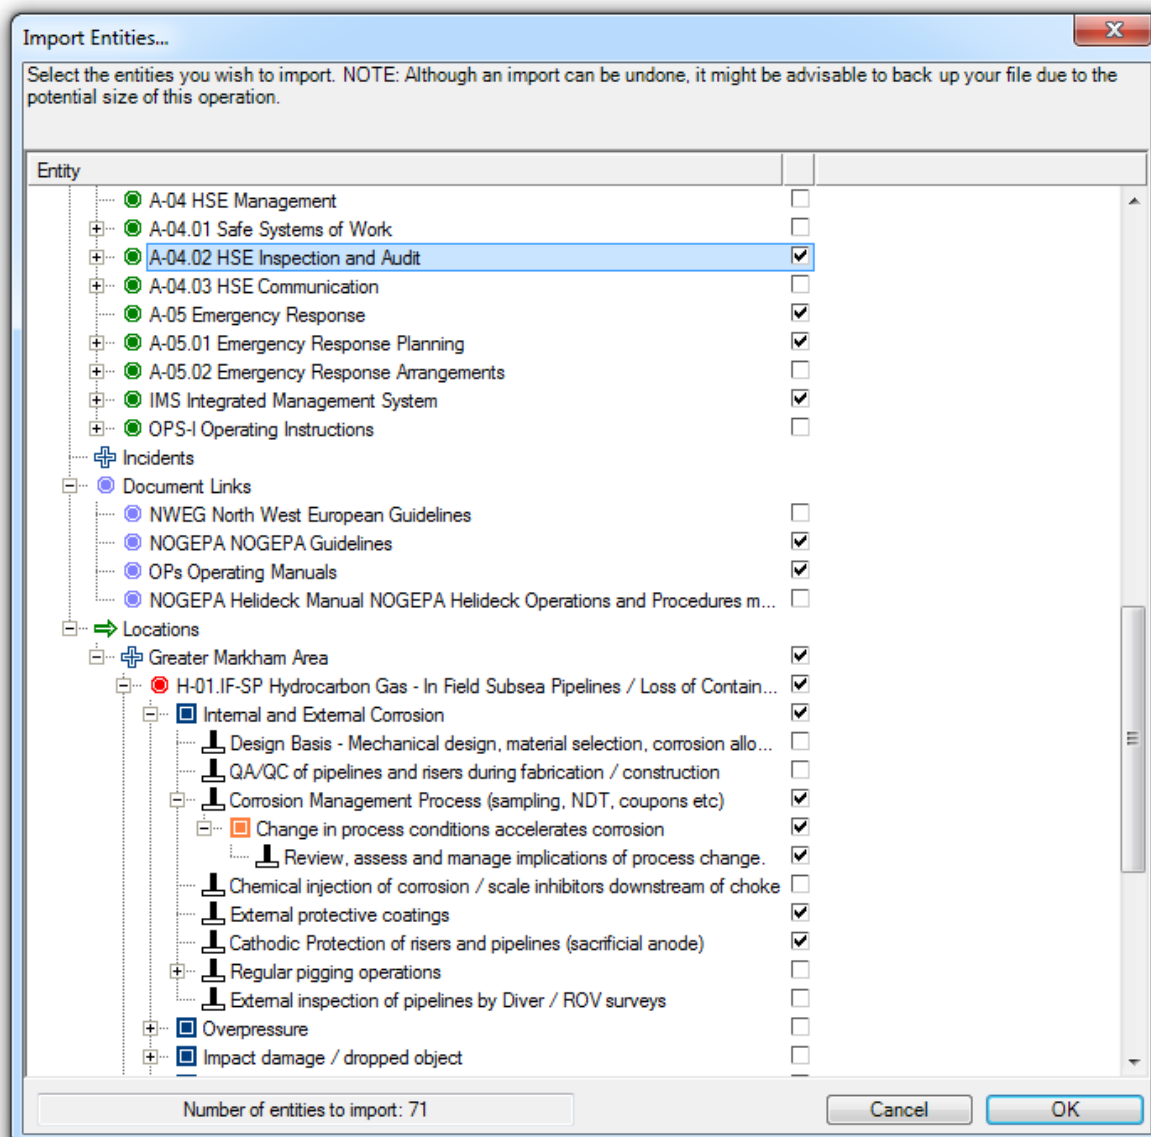 Import Entities...
Select the entities you wish to import. NOTE: Although an import can be undone, it might be advisable to back up your file due to the
potential size of this operation.
Entity
A-04 HSE Management
A-04.01 Safe Systems of Work
A-04.02 HSE Inspection and Audit
A-04.03 HSE Communication
A-05 Emergency Response
A-05.01 Emergency Response Planning
A-05.02 Emergency Response Arrangements
IMS Integrated Management System
OPS-I Operating Instructions
Incidents
Document Links
NWEG North West European Guidelines
NOGEPA NOGEPA Guidelines
OPs Operating Manuals
NOGEPA Helideck Manual NOGEPA Helideck Operations and Procedures m...
Locations
Greater Markham Area
H-01.IF-SP Hydrocarbon Gas - In Field Subsea Pipelines / Loss of Contain...
Internal and External Corrosion
Design Basis - Mechanical design, material selection, corrosion allo...
QA/QC of pipelines and risers during fabrication / construction
Corrosion Management Process (sampling, NDT, coupons etc)
Change in process conditions accelerates corrosion
Review, assess and manage implications of process change.
Chemical injection of corrosion / scale inhibitors downstream of choke
External protective coatings
Cathodic Protection of risers and pipelines (sacrificial anode)
Regular pigging operations
External inspection of pipelines by Diver / ROV surveys
Overpressure
Impact damage / dropped object
Number of entities to import: 71
Cancel
OK